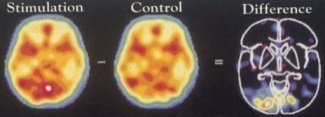 Stimulation Control Difference
- =